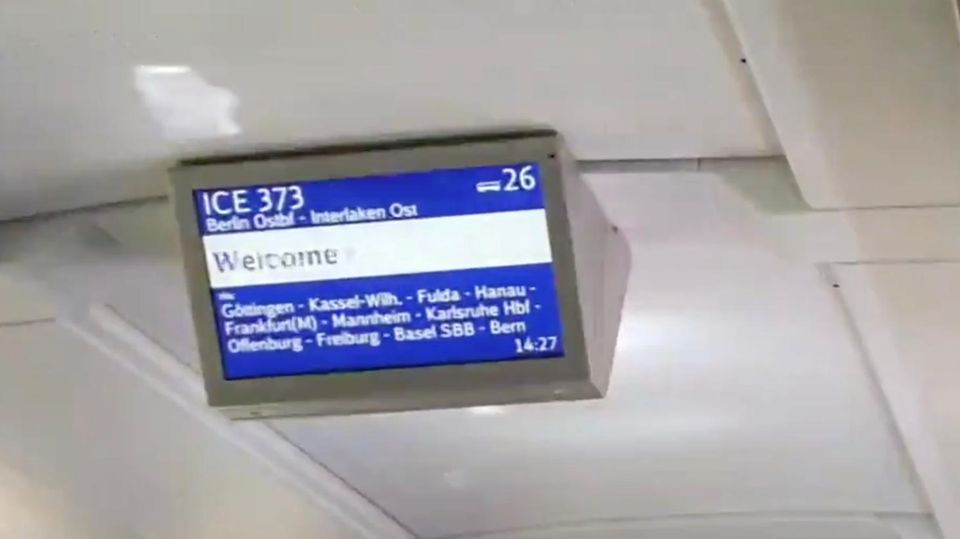 ICE 373
26
Berlin Ostbf - Interlaken Ost
Welcome
via:
Göttingen - Kassel-Wilh. - Fulda - Hanau -
Frankfurt(M) - Mannheim - Karlsruhe Hbf -
Offenburg - Freiburg - Basel SBB - Bern
14:27